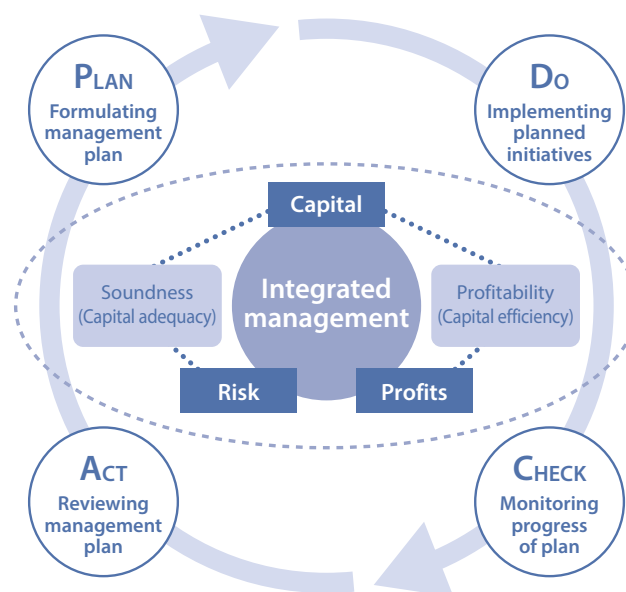 PLAN
Formulating
management
plan
DO
Implementing
planned
initiatives
Capital
Soundness
(Capital adequacy)
Integrated
management
Profitability
(Capital efficiency)
Risk
Profits
ACT
Reviewing
management
plan
CHECK
Monitoring
progress
of plan